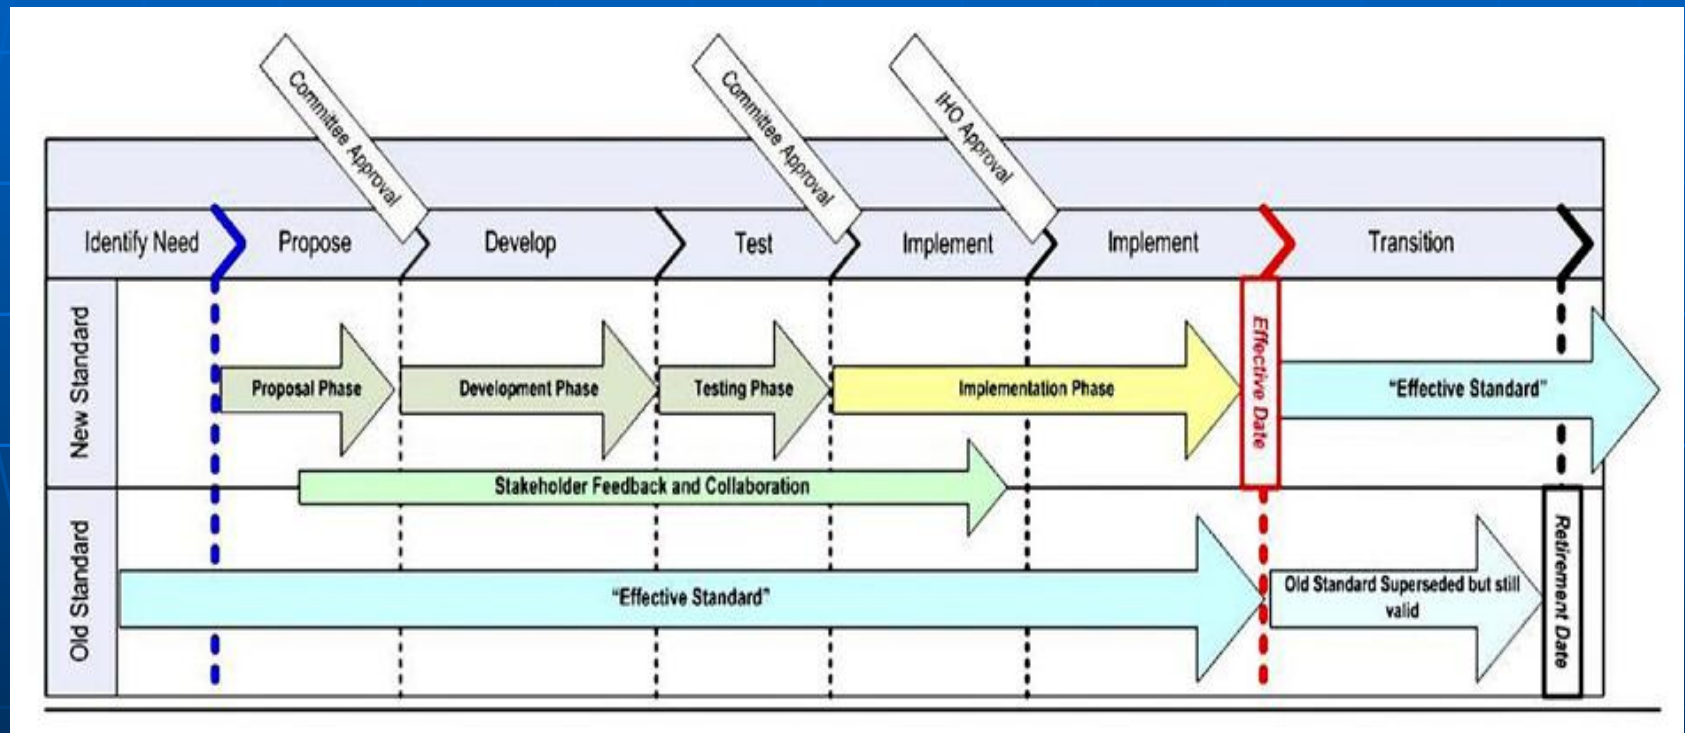 Committee Approval
Committee Approval
IHO Approval
Identify Need
Propose
Develop
Test
Implement
Implement
Transition
New Standard
Proposal Phase
Development Phase
Testing Phase
Implementation Phase
Effective Date
“Effective Standard”
Stakeholder Feedback and Collaboration
Old Standard
“Effective Standard”
Old Standard Superseded but still
valid
Retirement Date